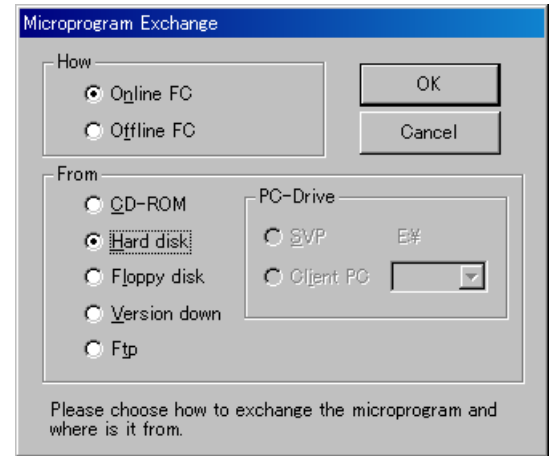 Microprogram Exchange
How
Online FC
Offline FC
OK
Cancel
From
CD-ROM
Hard disk
Floppy disk
Version down
Ftp
PC-Drive
SVP E¥
Client PC
Please choose how to exchange the microprogram and
where is it from.